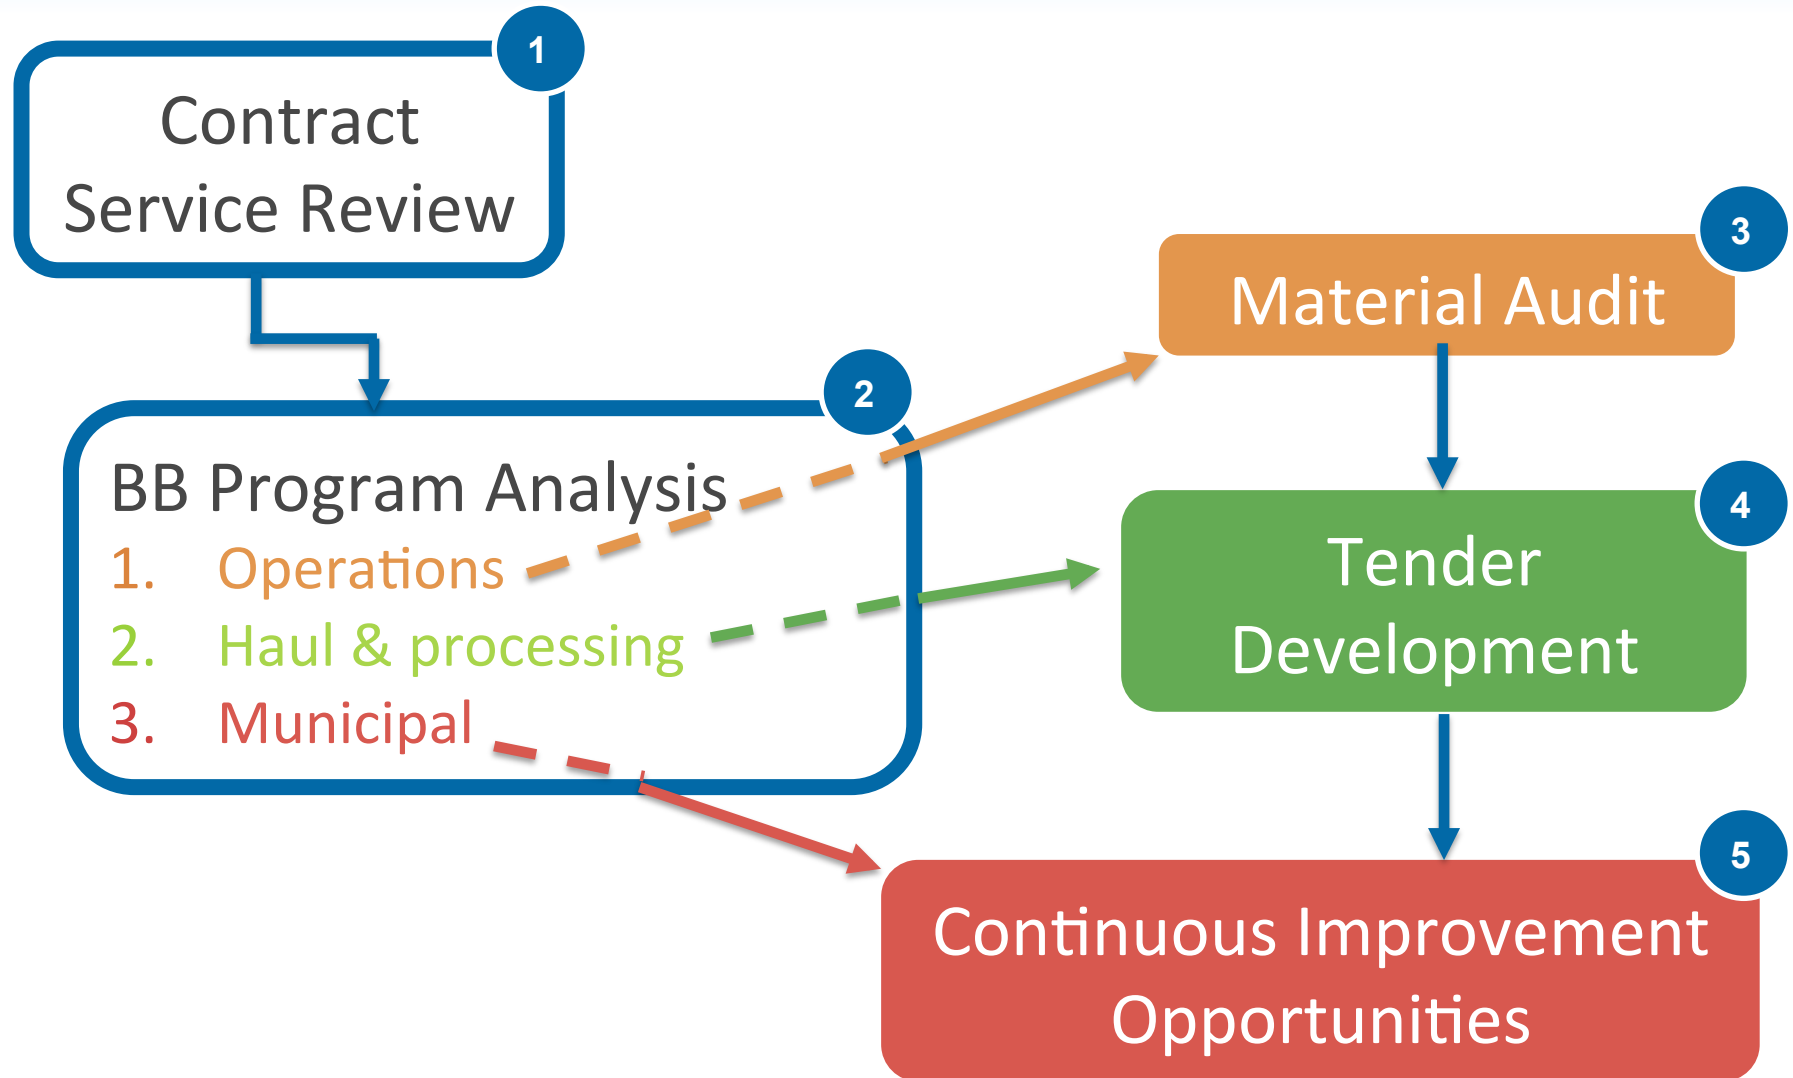 1
Contract
Service Review
2
BB Program Analysis
1. Operations
2. Haul & processing
3. Municipal
3
Material Audit
4
Tender
Development
5
Continuous Improvement
Opportunities